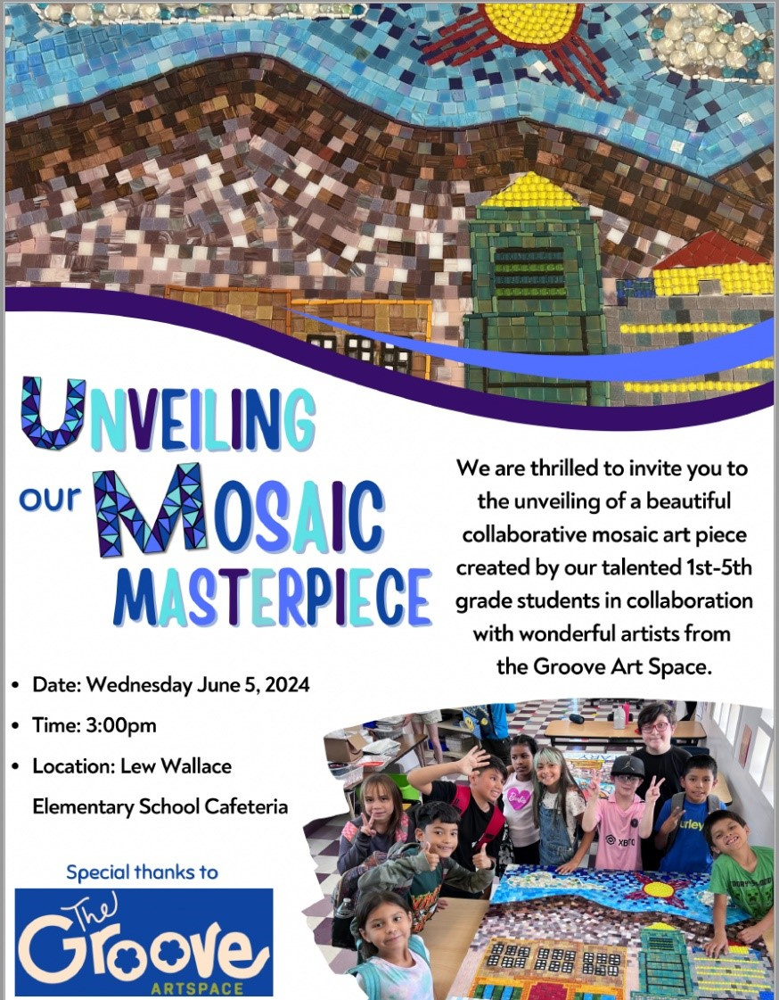 UNVEILING
our MOSAIC
MASTERPIECE
We are thrilled to invite you to
the unveiling of a beautiful
collaborative mosaic art piece
created by our talented 1st-5th
grade students in collaboration
with wonderful artists from
the Groove Art Space.
• Date: Wednesday June 5, 2024
• Time: 3:00pm
• Location: Lew Wallace
Elementary School Cafeteria
Special thanks to
The
Groove
ARTSPACE
Barbie
XBTO